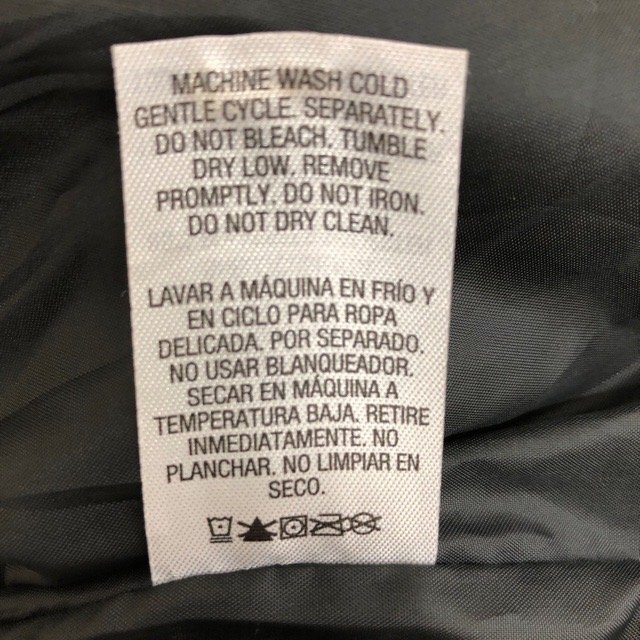 MACHINE WASH COLD
GENTLE CYCLE. SEPARATELY.
DO NOT BLEACH. TUMBLE
DRY LOW. REMOVE
PROMPTLY. DO NOT IRON.
DO NOT DRY CLEAN.
LAVAR A MÁQUINA EN FRÍO Y
EN CICLO PARA ROPA
DELICADA. POR SEPARADO.
NO USAR BLANQUEADOR.
SECAR EN MÁQUINA A
TEMPERATURA BAJA. RETIRE
INMEDIATAMENTE. NO
PLANCHAR. NO LIMPIAR EN
SECO.